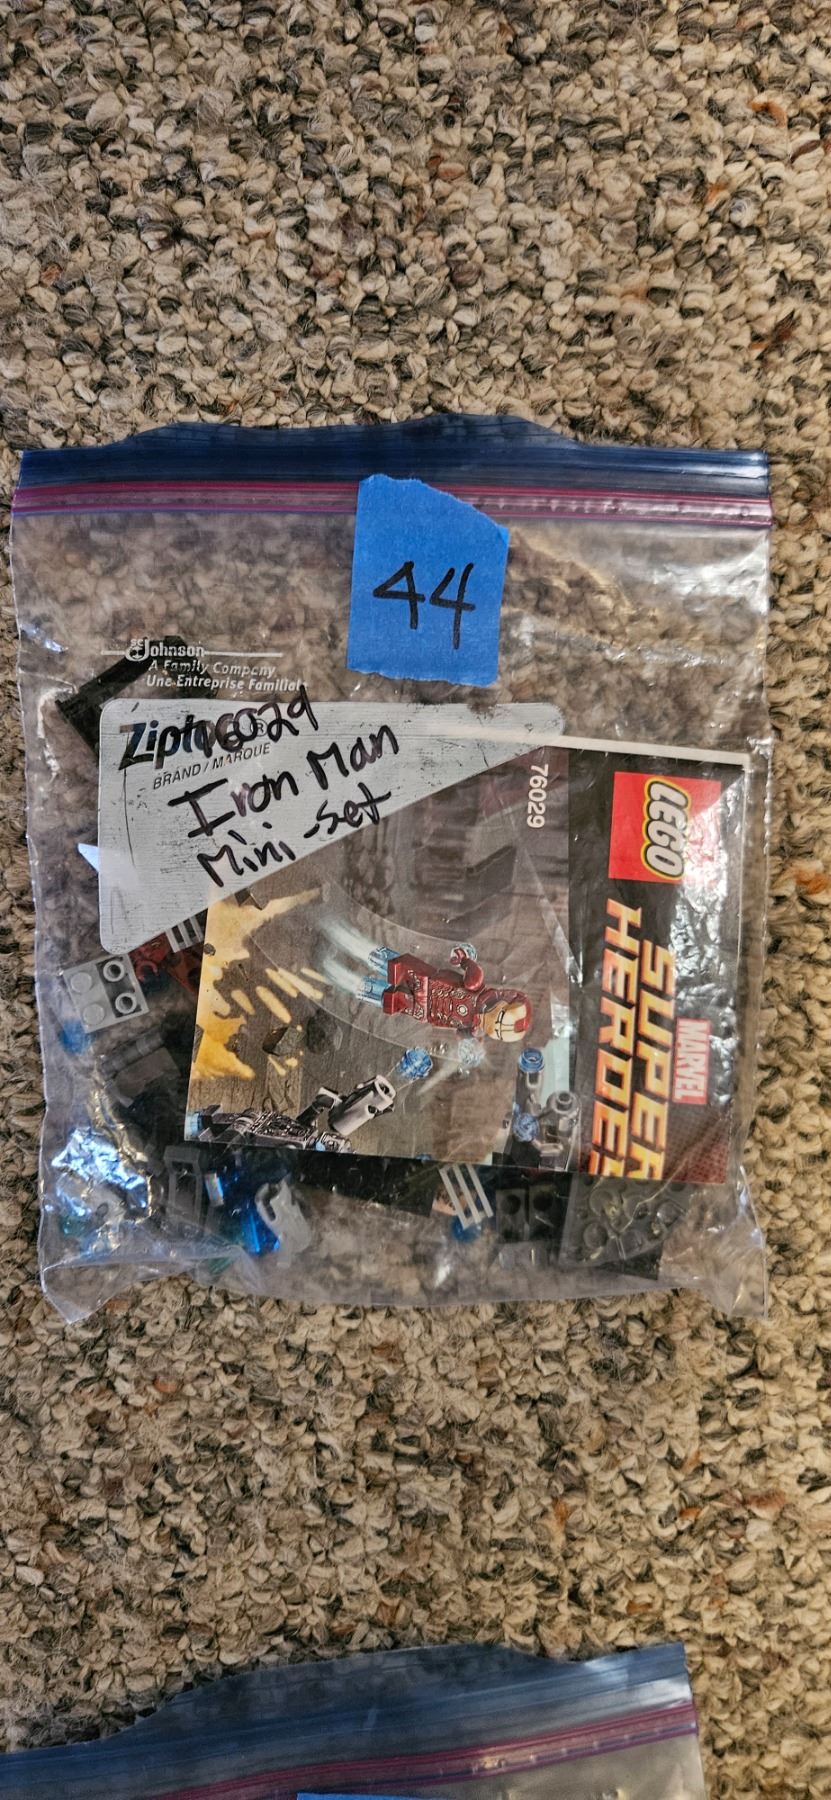 44
SC Johnson
A Family Company
Une Entreprise Familial
Ziploc®
BRAND / MARQUE
76029
Iron Man
Mini-set
76029
LEGO
MARVEL
SUPER
HEROES